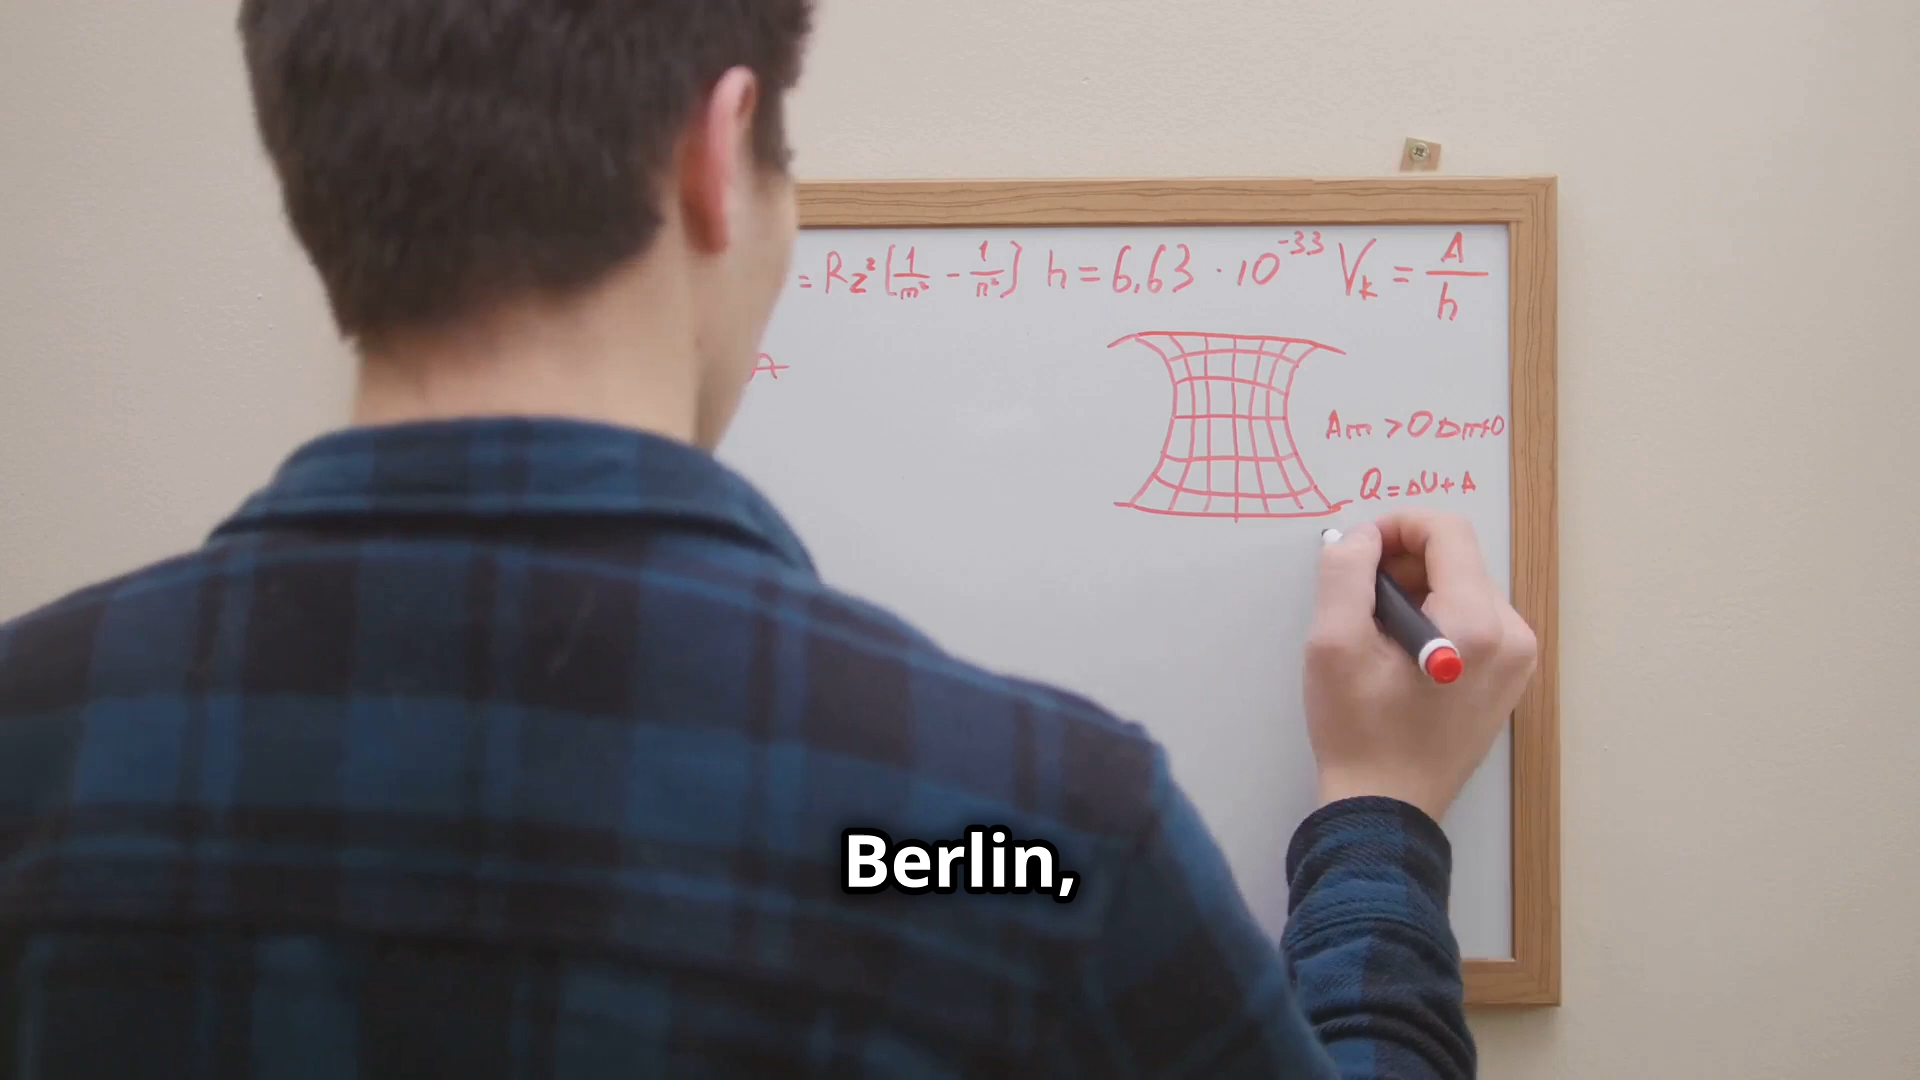 = Rz²[1/m² - 1/n²] h = 6,63 · 10⁻³³ Vk = A/h
A
Am > 0
Q = ΔU + A
Berlin,